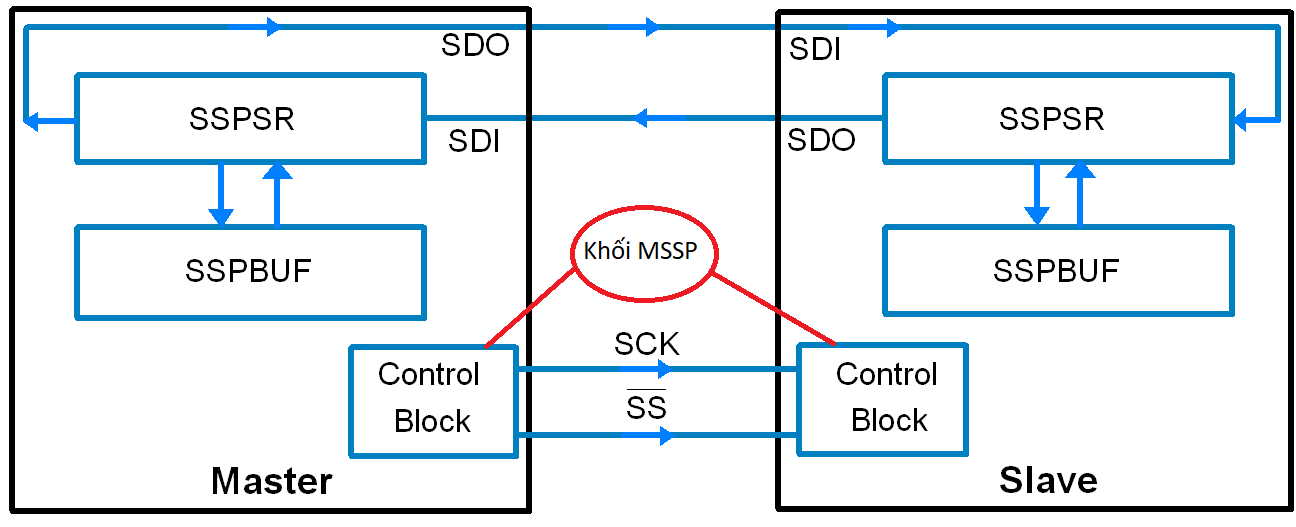 SDO
SDI
SSPSR
SSPSR
SDI
SDO
SSPBUF
Khối MSSP
SSPBUF
SCK
Control
Block
SS
Control
Block
Master
Slave